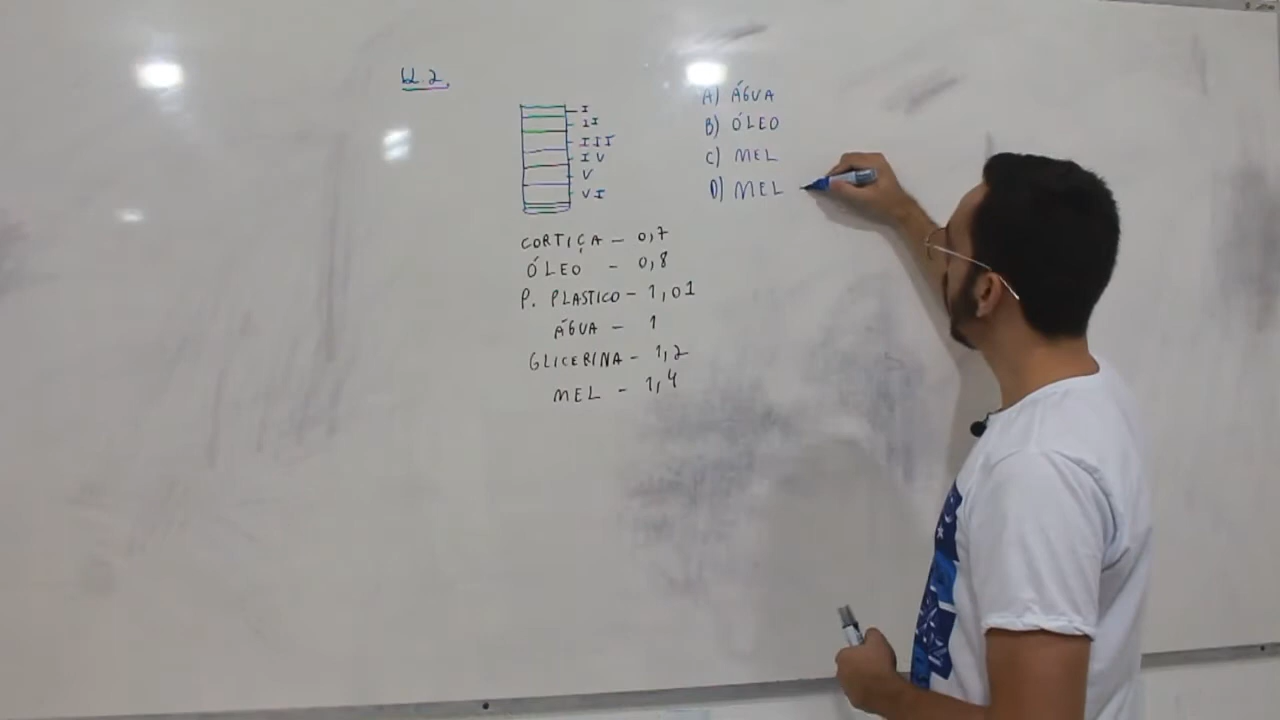 Q.2,
I
II
III
IV
V
VI
A) ÁGUA
B) ÓLEO
C) MEL
D) MEL
CORTIÇA - 0,7
ÓLEO - 0,8
P. PLASTICO - 1,01
ÁGUA - 1
GLICERINA - 1,2
MEL - 1,4